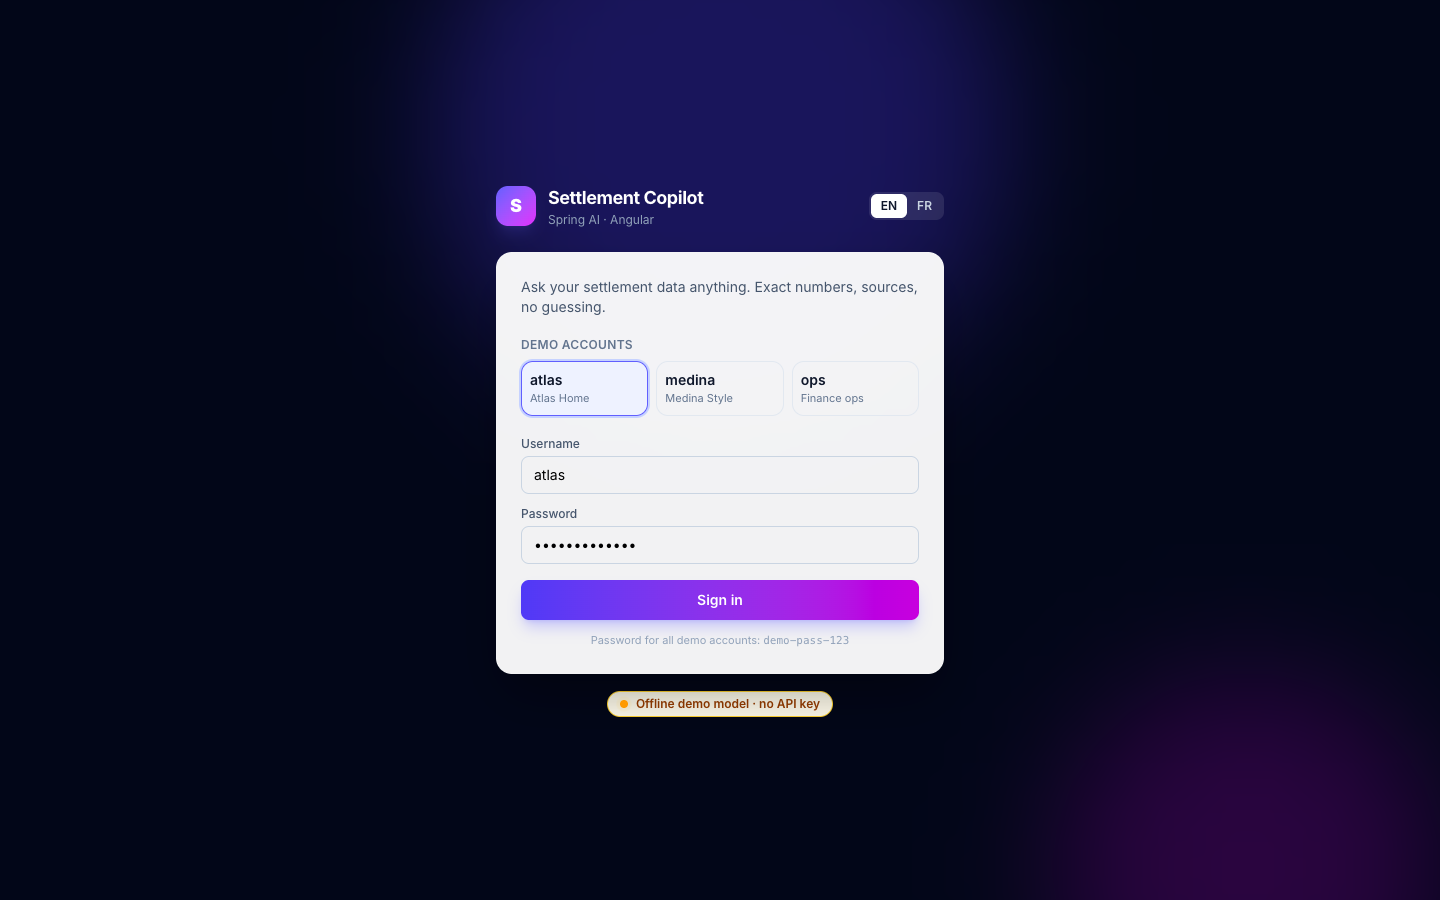 S
Settlement Copilot
Spring AI · Angular
EN FR
Ask your settlement data anything. Exact numbers, sources,
no guessing.
DEMO ACCOUNTS
atlas
Atlas Home
medina
Medina Style
ops
Finance ops
Username
atlas
Password
•••••••••••••
Sign in
Password for all demo accounts: demo-pass-123
Offline demo model · no API key